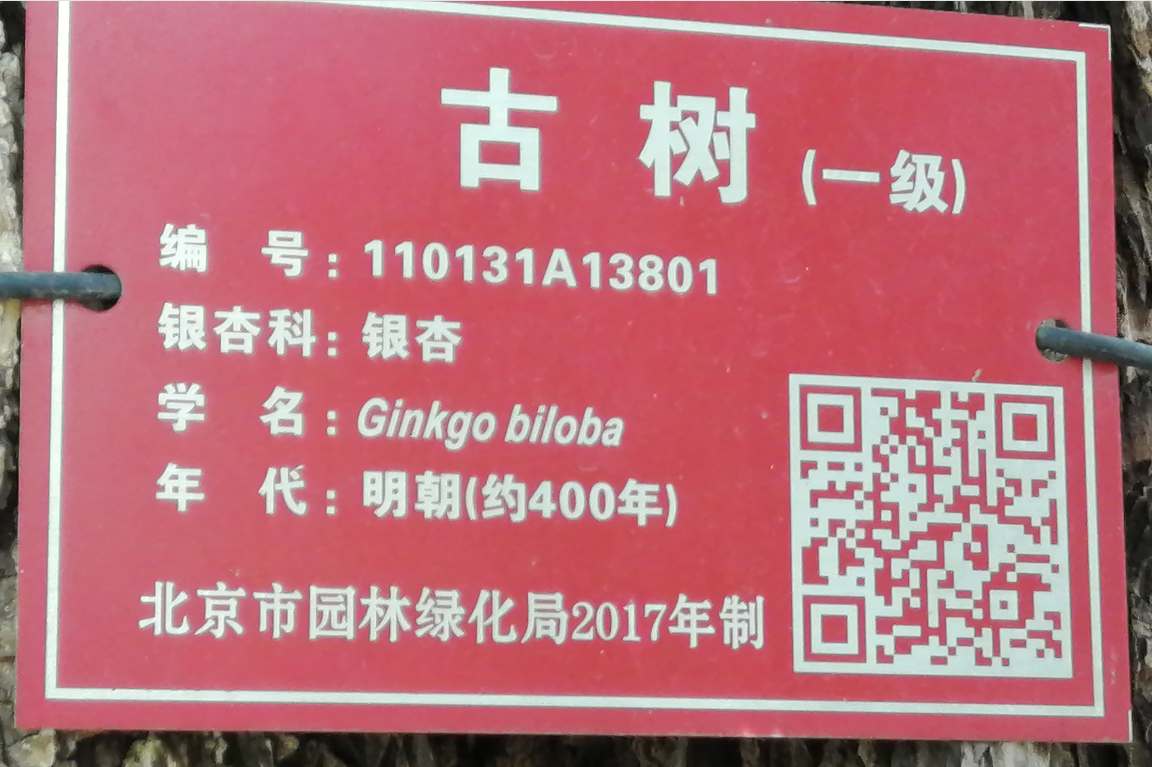 古树(一级)
编号：110131A13801
银杏科：银杏
学名：Ginkgo biloba
年代：明朝(约400年)
北京市园林绿化局2017年制